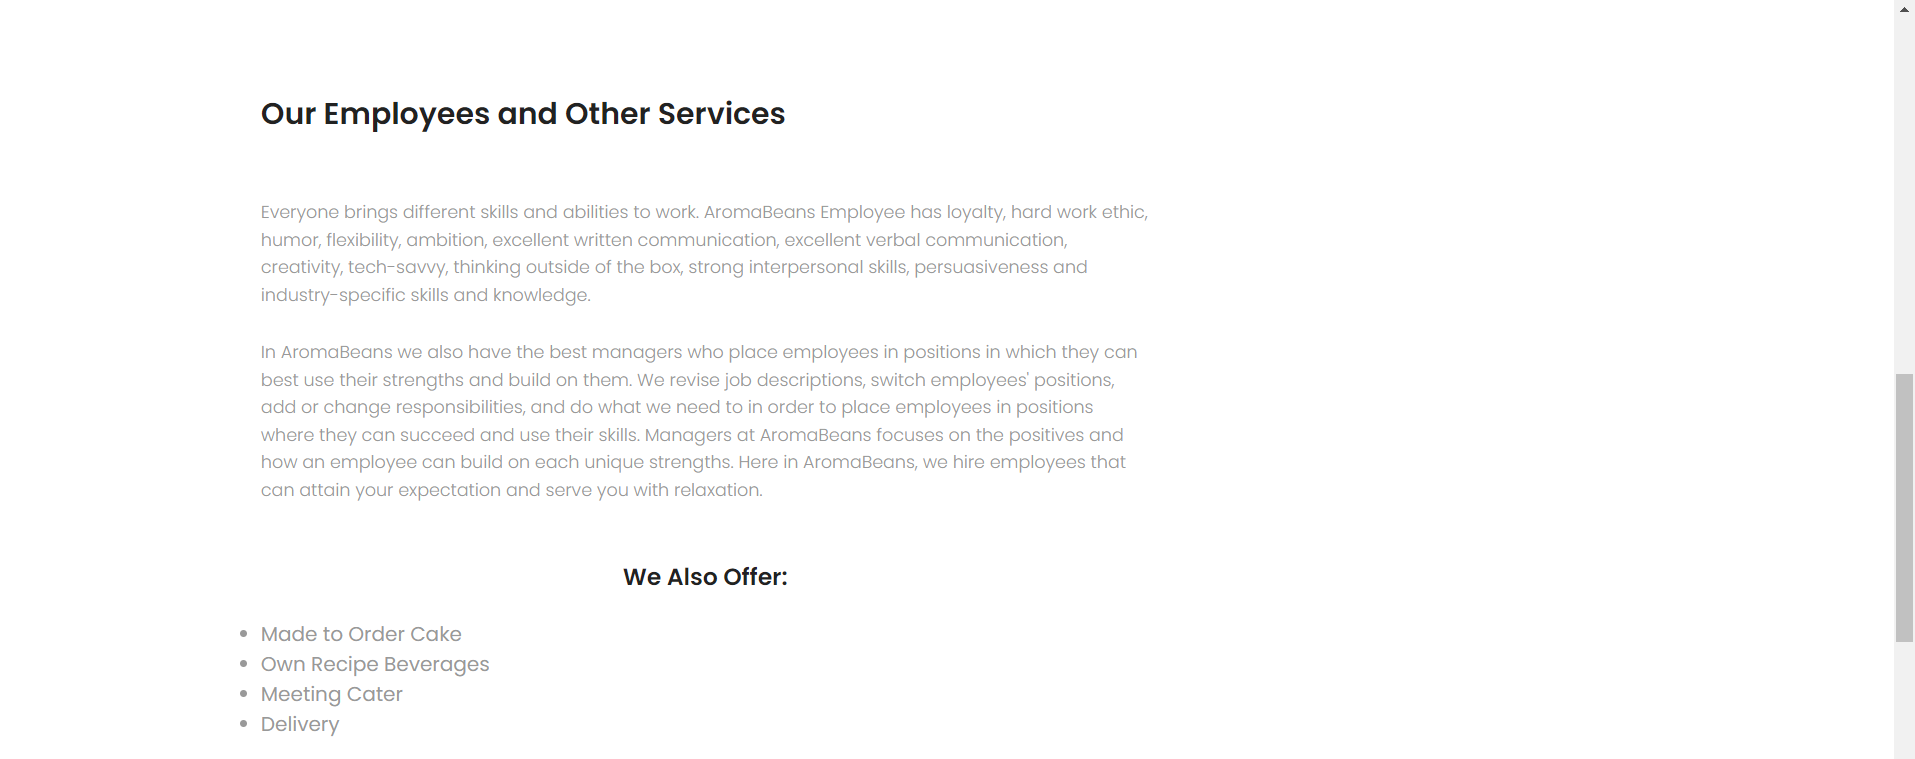 Our Employees and Other Services
Everyone brings different skills and abilities to work. AromaBeans Employee has loyalty, hard work ethic,
humor, flexibility, ambition, excellent written communication, excellent verbal communication,
creativity, tech-savvy, thinking outside of the box, strong interpersonal skills, persuasiveness and
industry-specific skills and knowledge.
In AromaBeans we also have the best managers who place employees in positions in which they can
best use their strengths and build on them. We revise job descriptions, switch employees' positions,
add or change responsibilities, and do what we need to in order to place employees in positions
where they can succeed and use their skills. Managers at AromaBeans focuses on the positives and
how an employee can build on each unique strengths. Here in AromaBeans, we hire employees that
can attain your expectation and serve you with relaxation.
We Also Offer:
• Made to Order Cake
• Own Recipe Beverages
• Meeting Cater
• Delivery